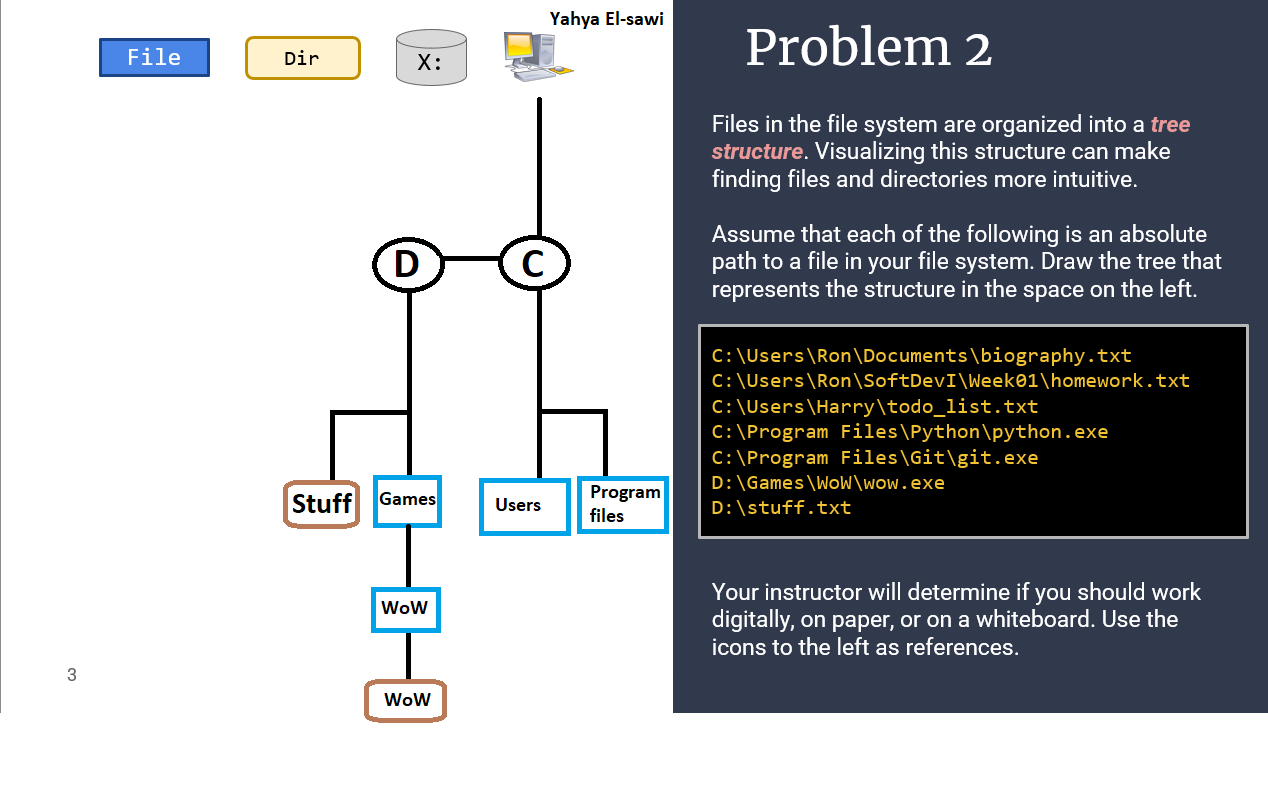 Yahya El-sawi
File
Dir
X:
D
C
Stuff
Games
Users
Program
files
WoW
WoW
3
Problem 2
Files in the file system are organized into a tree
structure. Visualizing this structure can make
finding files and directories more intuitive.
Assume that each of the following is an absolute
path to a file in your file system. Draw the tree that
represents the structure in the space on the left.
C:\Users\Ron\Documents\biography.txt
C:\Users\Ron\SoftDevI\Week01\homework.txt
C:\Users\Harry\todo_list.txt
C:\Program Files\Python\python.exe
C:\Program Files\Git\git.exe
D:\Games\WoW\wow.exe
D:\stuff.txt
Your instructor will determine if you should work
digitally, on paper, or on a whiteboard. Use the
icons to the left as references.